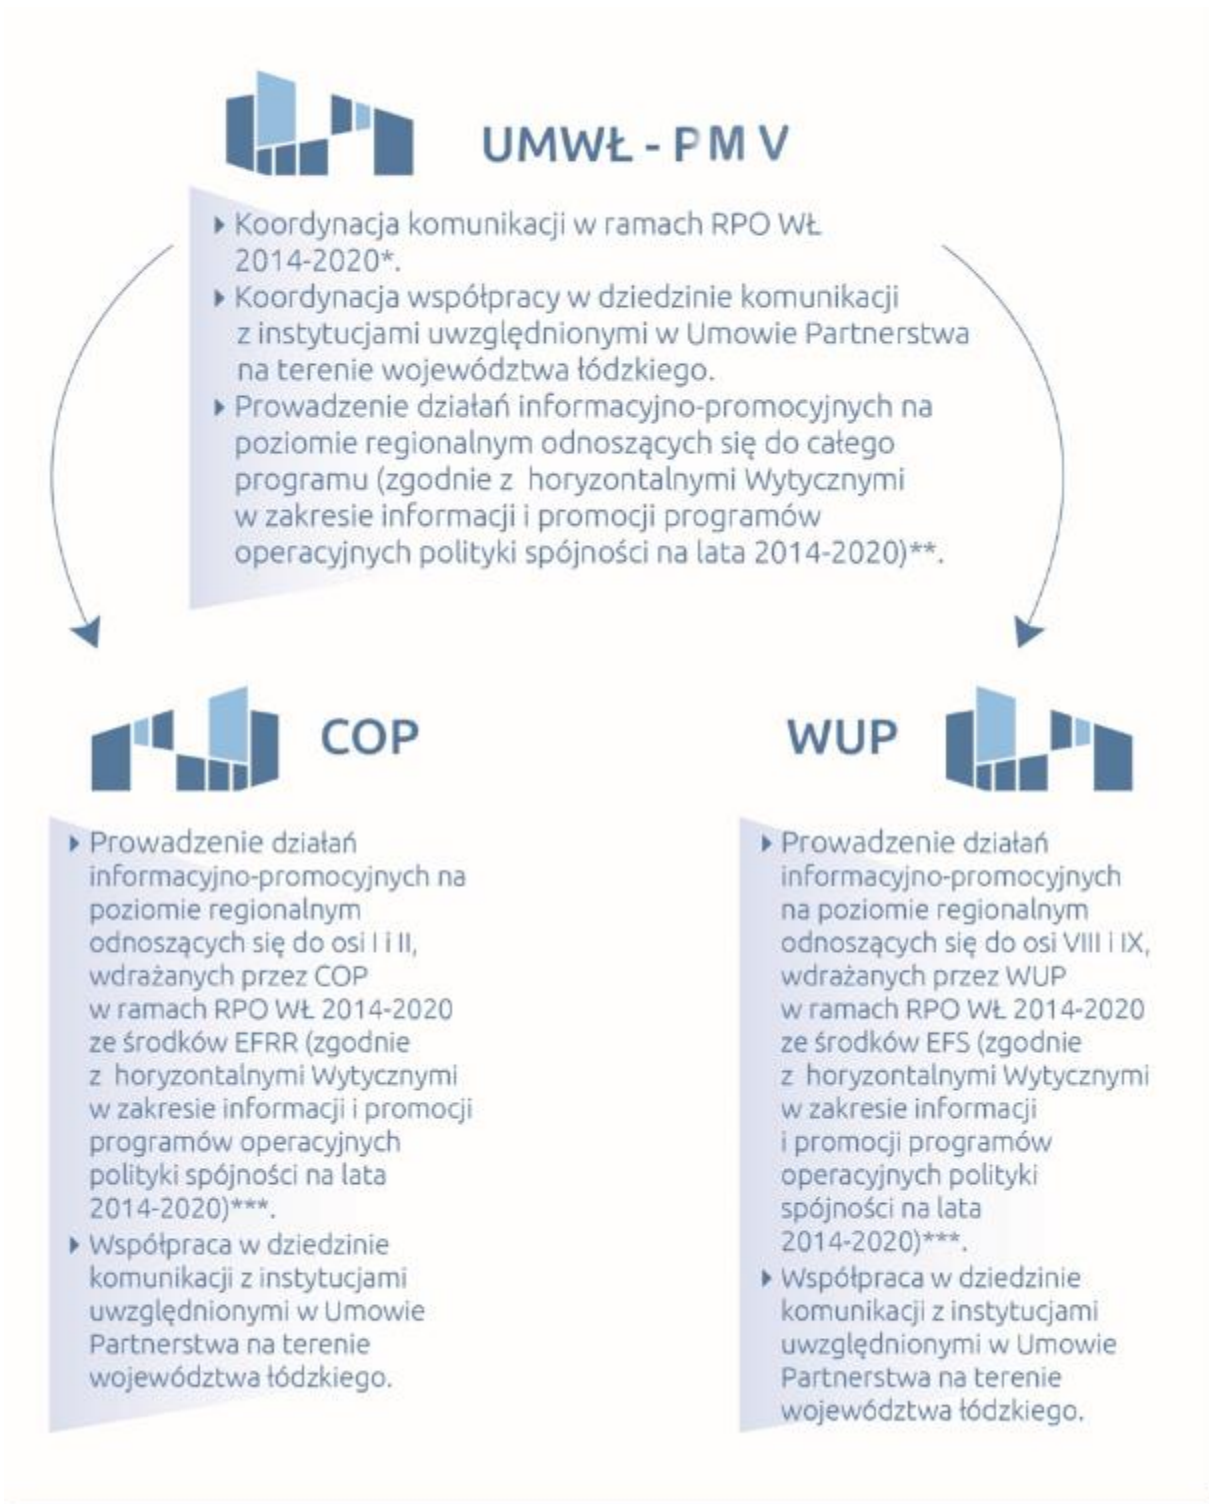 UMWŁ - PM V
Koordynacja komunikacji w ramach RPO WŁ
2014-2020*.
Koordynacja współpracy w dziedzinie komunikacji
z instytucjami uwzględnionymi w Umowie Partnerstwa
na terenie województwa łódzkiego.
Prowadzenie działań informacyjno-promocyjnych na
poziomie regionalnym odnoszących się do całego
programu (zgodnie z horyzontalnymi Wytycznymi
w zakresie informacji i promocji programów
operacyjnych polityki spójności na lata 2014-2020)**.
COP
Prowadzenie działań
informacyjno-promocyjnych na
poziomie regionalnym
odnoszących się do osi I i II,
wdrażanych przez COP
w ramach RPO WŁ 2014-2020
ze środków EFRR (zgodnie
z horyzontalnymi Wytycznymi
w zakresie informacji i promocji
programów operacyjnych
polityki spójności na lata
2014-2020)***.
Współpraca w dziedzinie
komunikacji z instytucjami
uwzględnionymi w Umowie
Partnerstwa na terenie
województwa łódzkiego.
WUP
Prowadzenie działań
informacyjno-promocyjnych
na poziomie regionalnym
odnoszących się do osi VIII i IX,
wdrażanych przez WUP
w ramach RPO WŁ 2014-2020
ze środków EFS (zgodnie
z horyzontalnymi Wytycznymi
w zakresie informacji
i promocji programów
operacyjnych polityki
spójności na lata
2014-2020)***.
Współpraca w dziedzinie
komunikacji z instytucjami
uwzględnionymi w Umowie
Partnerstwa na terenie
województwa łódzkiego.